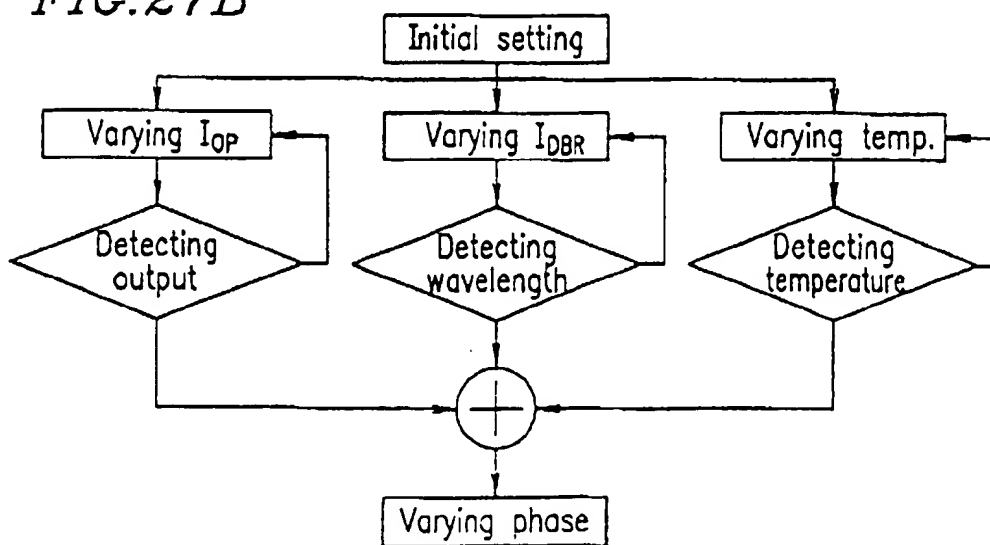 FIG.27B
Initial setting
Varying I_OP
Varying I_DBR
Varying temp.
Detecting
output
Detecting
wavelength
Detecting
temperature
Varying phase